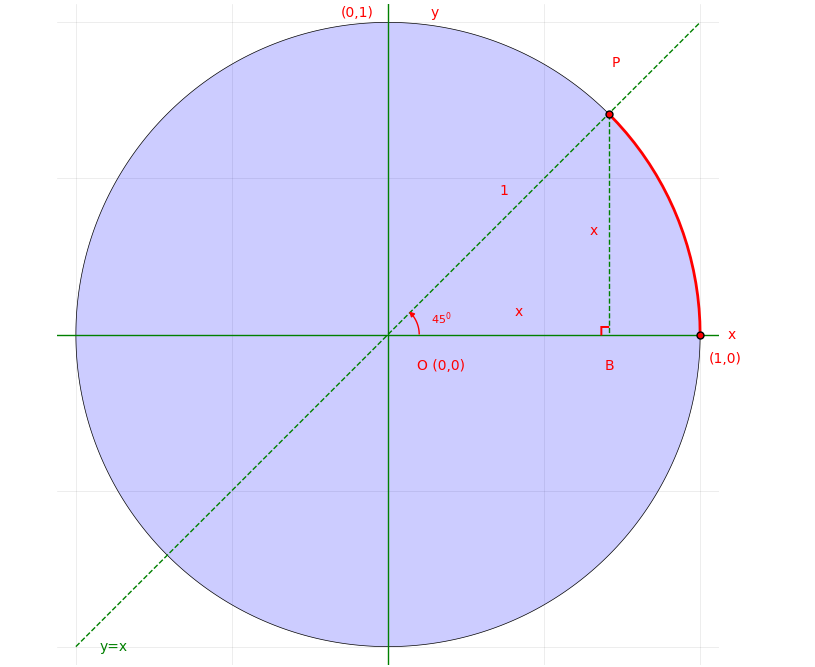 (0,1)
y
P
1
x
x
45⁰
x
(1,0)
O (0,0)
B
y=x